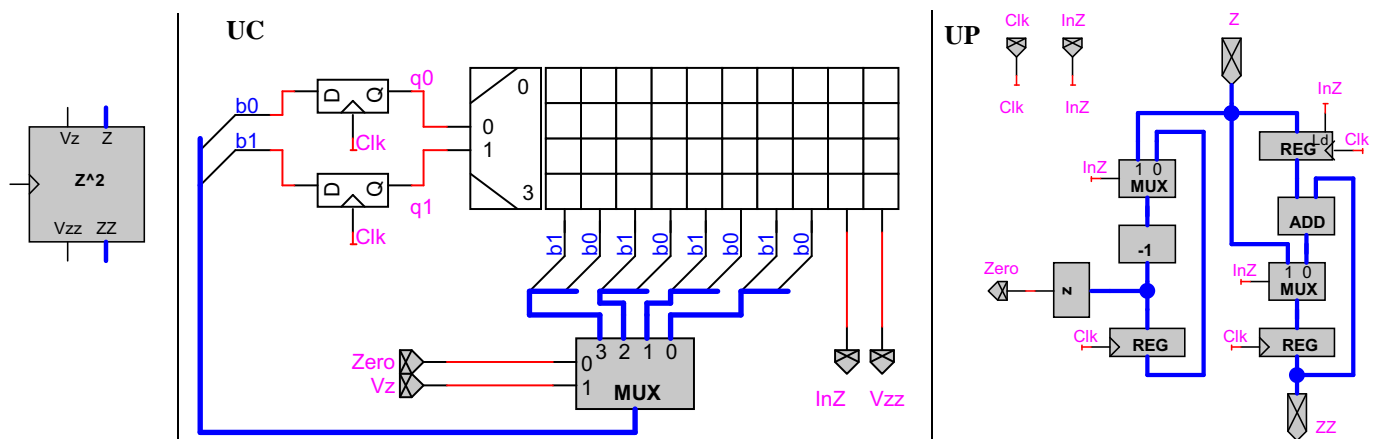 Vz Z
Z^2
Vzz ZZ
UC
b0
b1
D Q
q0
Clk
D Q
q1
Clk
0
0
1
3
b1 b0 b1 b0 b1 b0 b1 b0
Zero
Vz
0
1
3 2 1 0
MUX
InZ Vzz
UP
Clk InZ
Clk InZ
Z
InZ
1 0
MUX
-1
Zero
Z
Clk
REG
InZ
Ld
REG
Clk
ADD
InZ
1 0
MUX
Clk
REG
ZZ